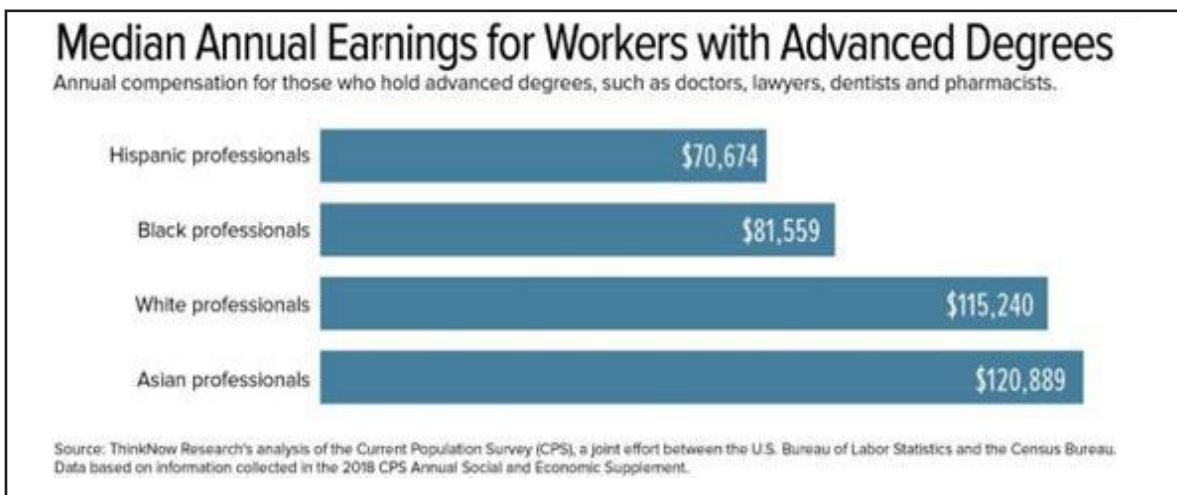 Median Annual Earnings for Workers with Advanced Degrees
Annual compensation for those who hold advanced degrees, such as doctors, lawyers, dentists and pharmacists.
Hispanic professionals $70,674
Black professionals $81,559
White professionals $115,240
Asian professionals $120,889
Source: ThinkNow Research's analysis of the Current Population Survey (CPS), a joint effort between the U.S. Bureau of Labor Statistics and the Census Bureau.
Data based on information collected in the 2018 CPS Annual Social and Economic Supplement.